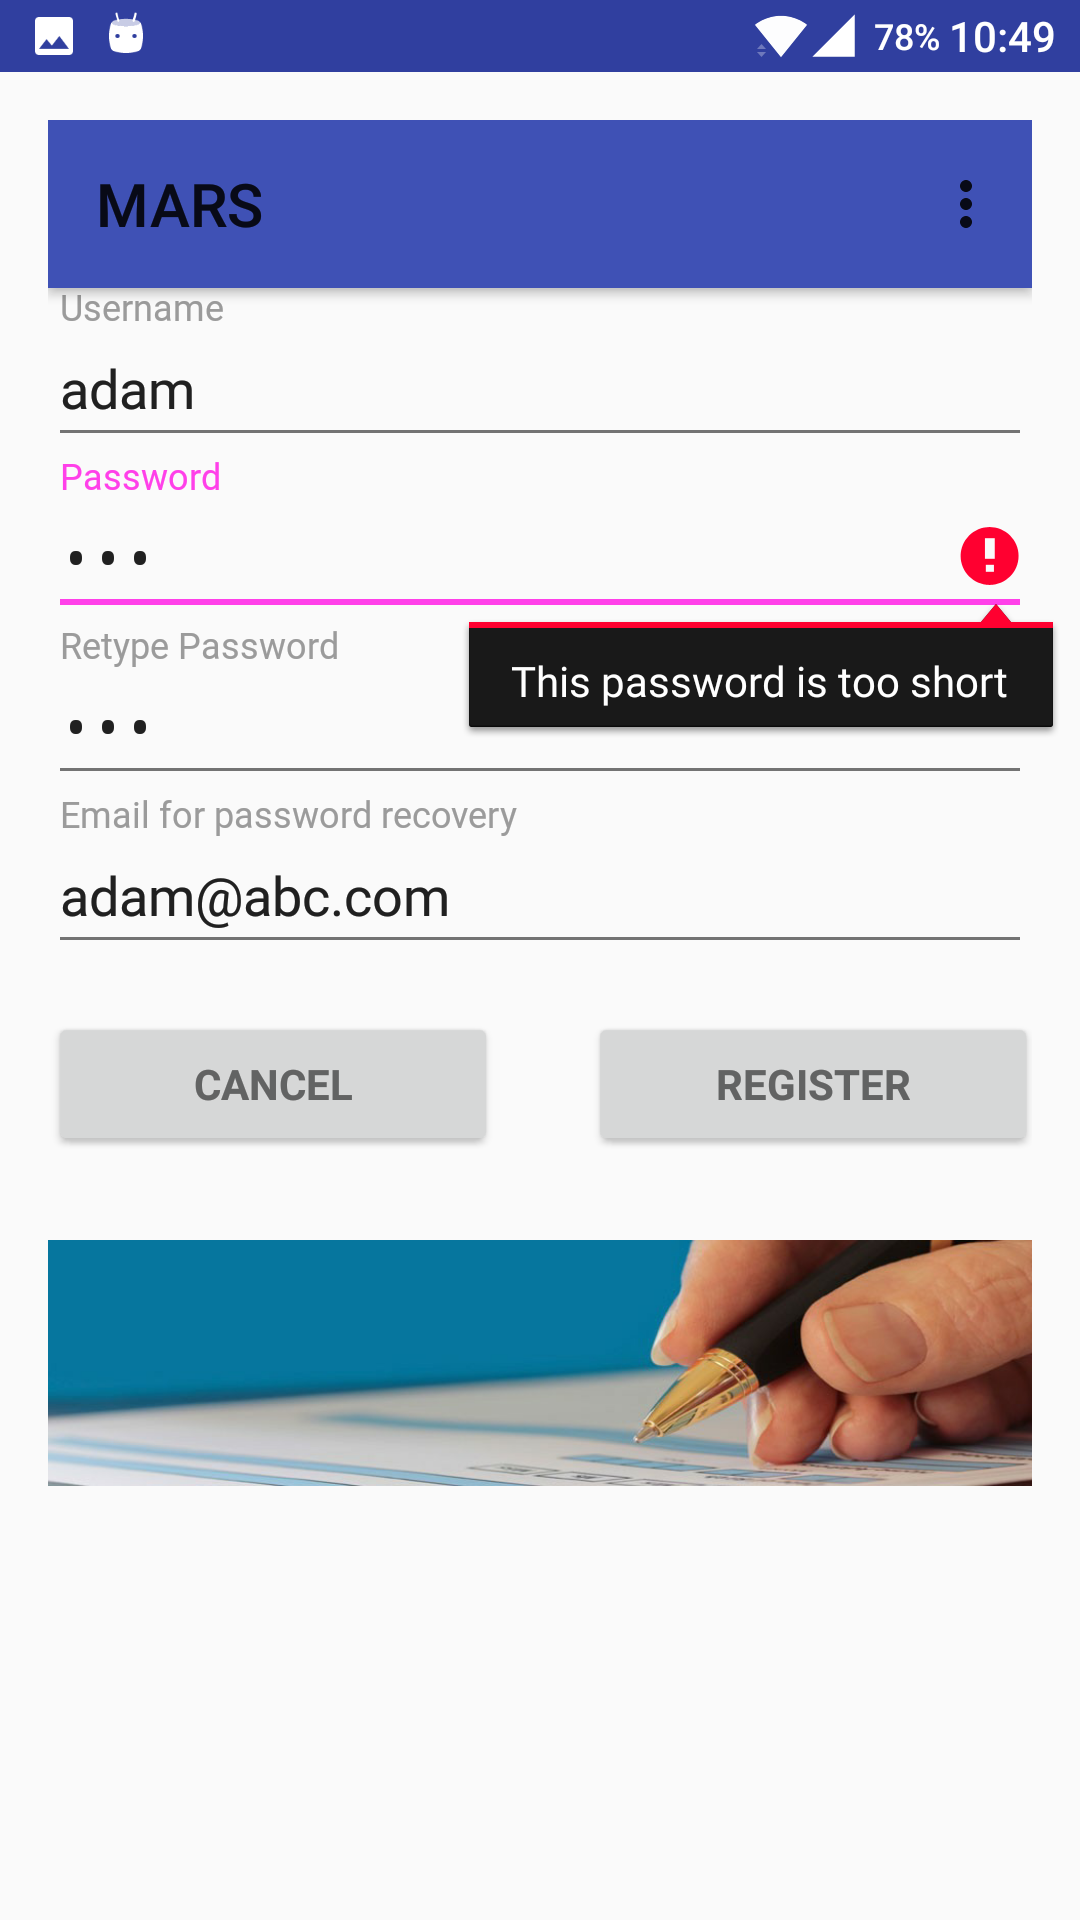 78% 10:49
MARS
Username
adam
Password
•••
Retype Password
This password is too short
•••
Email for password recovery
adam@abc.com
CANCEL
REGISTER